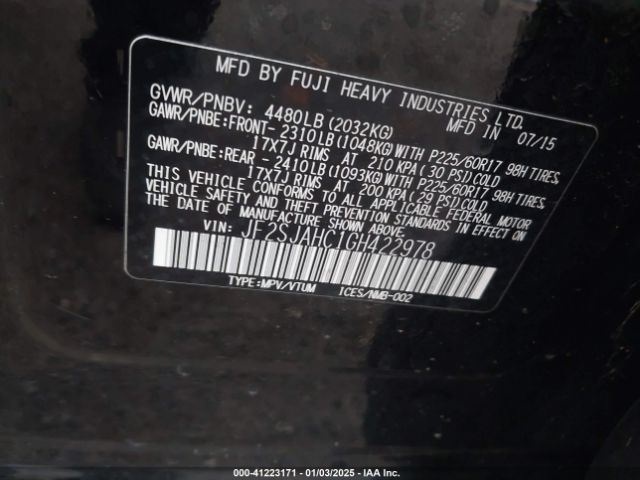 MFD BY FUJI HEAVY INDUSTRIES LTD.
GVWR/PNBV: 4480LB (2032KG) MFD IN 07/15
GAWR/PNBE:FRONT- 2310LB (1048KG) WITH P225/60R17 98H TIRES,
17X7J RIMS AT 210 KPA (30 PSI) COLD
GAWR/PNBE:REAR - 2410LB (1093KG) WITH P225/60R17 98H TIRES,
17X7J RIMS AT 200 KPA (29 PSI) COLD
THIS VEHICLE CONFORMS TO ALL APPLICABLE FEDERAL MOTOR
VEHICLE SAFETY AND THEFT PREVENTION STANDARDS IN EFFECT ON
THE DATE OF MANUFACTURE SHOWN ABOVE.
VIN: JF2SJAHC1GH422978
TYPE:MPV/VTUM ICES/NMB-002
000-41223171 - 01/03/2025 - IAA Inc.